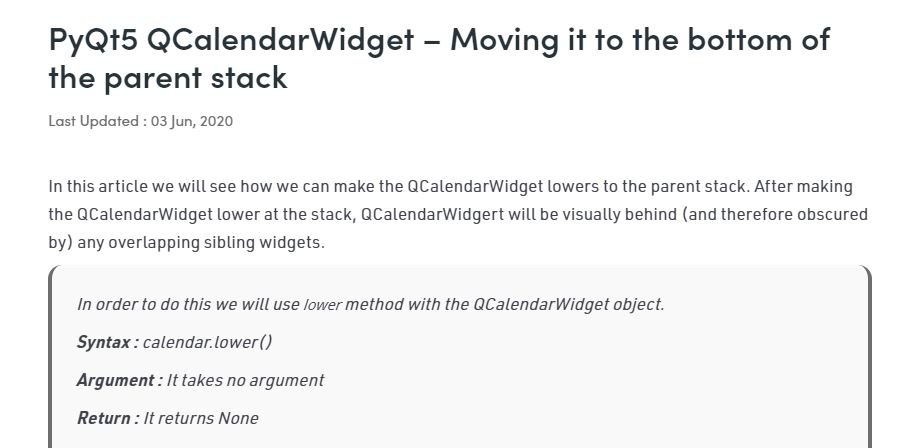 PyQt5 QCalendarWidget – Moving it to the bottom of
the parent stack
Last Updated : 03 Jun, 2020
In this article we will see how we can make the QCalendarWidget lowers to the parent stack. After making
the QCalendarWidget lower at the stack, QCalendarWidgert will be visually behind (and therefore obscured
by) any overlapping sibling widgets.
In order to do this we will use lower method with the QCalendarWidget object.
Syntax : calendar.lower()
Argument : It takes no argument
Return : It returns None